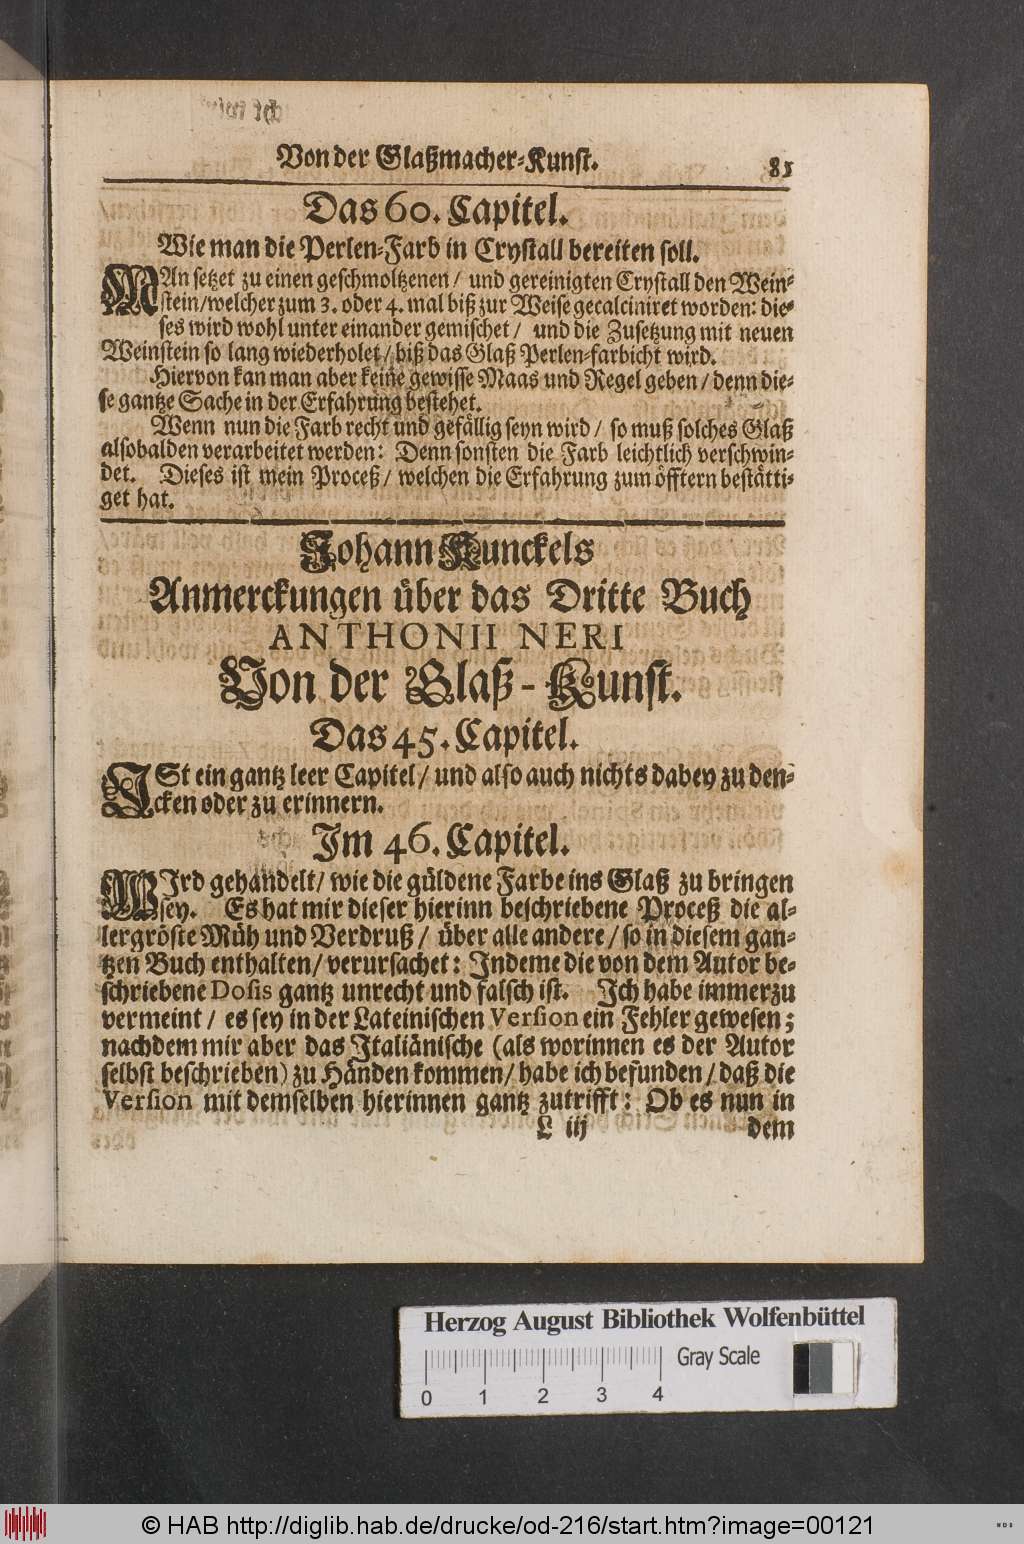 Von der Glaßmacher-Kunst. 81
Das 60. Capitel.
Wie man die Perlen-Farb in Crystall bereiten soll.
MAn setzet zu einen geschmoltzenen / und gereinigten Crystall den Wein-
stein/welcher zum 3. oder 4. mal biß zur Weise gecalciniret worden: die-
ses wird wohl unter einander gemischet / und die Zusetzung mit neuen
Weinstein so lang wiederholet / biß das Glaß Perlen-farbicht wird.
Hiervon kan man aber keine gewisse Maas und Regel geben / denn die-
se gantze Sache in der Erfahrung bestehet.
Wenn nun die Farb recht und gefällig seyn wird / so muß solches Glaß
alsobalden verarbeitet werden: Denn sonsten die Farb leichtlich verschwin-
det. Dieses ist mein Proceß / welchen die Erfahrung zum öfftern bestätti-
get hat.
Johann Kunckels
Anmerckungen über das Dritte Buch
ANTHONII NERI
Von der Glaß-Kunst.
Das 45. Capitel.
ISt ein gantz leer Capitel / und also auch nichts dabey zu den-
cken oder zu erinnern.
Im 46. Capitel.
WIrd gehandelt/ wie die güldene Farbe ins Glaß zu bringen
sey. Es hat mir dieser hierinn beschriebene Proceß die al-
lergröste Müh und Verdruß / über alle andere / so in diesem gan-
tzen Buch enthalten/ verursachet: Indeme die von dem Autor be-
schriebene Dosis gantz unrecht und falsch ist. Ich habe immerzu
vermeint / es sey in der Lateinischen Version ein Fehler gewesen;
nachdem mir aber das Italiänische (als worinnen es der Autor
selbst beschrieben) zu Händen kommen/ habe ich befunden / daß die
Version mit demselben hierinnen gantz zutrifft: Ob es nun in
L iij dem
Herzog August Bibliothek Wolfenbüttel
Gray Scale
0 1 2 3 4
© HAB http://diglib.hab.de/drucke/od-216/start.htm?image=00121